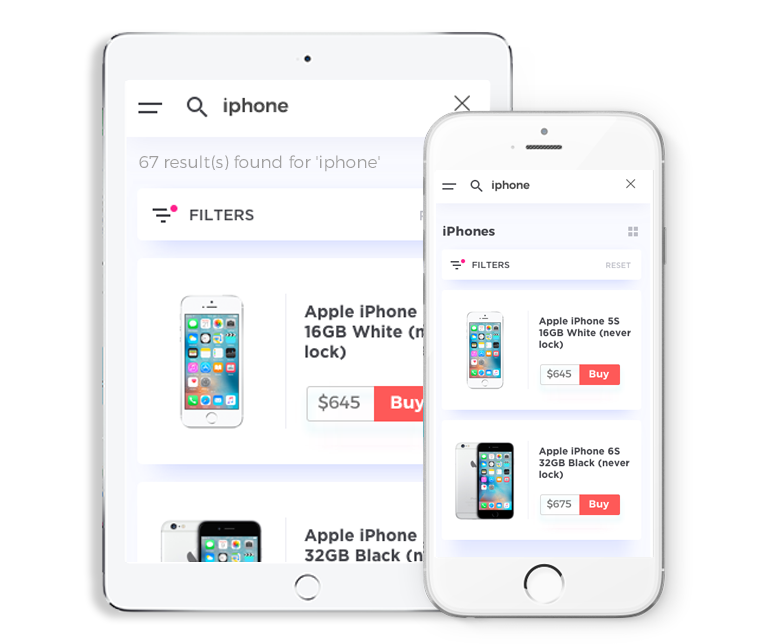 iphone
67 result(s) found for 'iphone'
FILTERS
Apple iPhone
16GB White (n
lock)
$645 Buy
Apple iPhone
32GB Black (n
iphone
iPhones
FILTERS RESET
Apple iPhone 5S
16GB White (never
lock)
$645 Buy
Apple iPhone 6S
32GB Black (never
lock)
$675 Buy